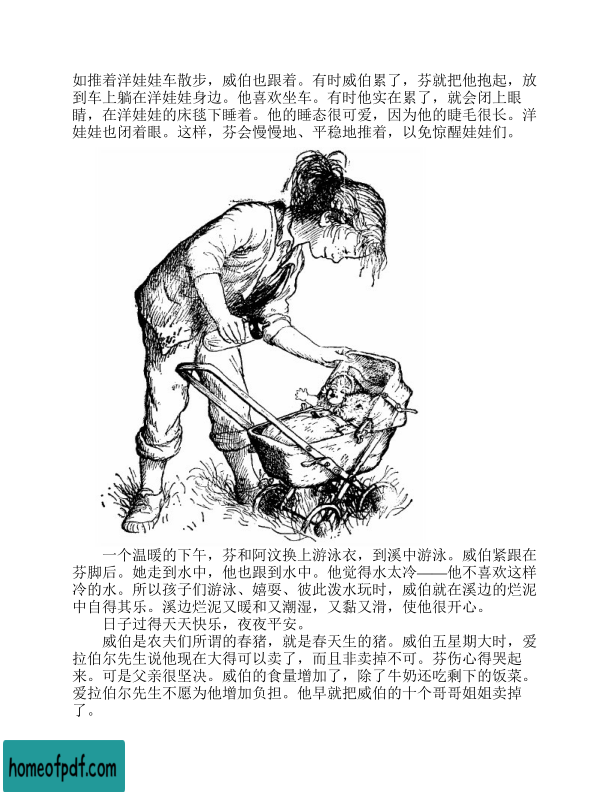 如推着洋娃娃车散步，威伯也跟着。有时威伯累了，芬就把他抱起，放
到车上躺在洋娃娃身边。他喜欢坐车。有时他实在累了，就会闭上眼
睛，在洋娃娃的床毯下睡着。他的睡态很可爱，因为他的睫毛很长。洋
娃娃也闭着眼。这样，芬会慢慢地、平稳地推着，以免惊醒娃娃们。
一个温暖的下午，芬和阿汶换上游泳衣，到溪中游泳。威伯紧跟在
芬脚后。她走到水中，他也跟到水中。他觉得水太冷——他不喜欢这样
冷的水。所以孩子们游泳、嬉耍、彼此泼水玩时，威伯就在溪边的烂泥
中自得其乐。溪边烂泥又暖和又潮湿，又黏又滑，使他很开心。
日子过得天天快乐，夜夜平安。
威伯是农夫们所谓的春猪，就是春天生的猪。威伯五星期大时，爱
拉伯尔先生说他现在大得可以卖了，而且非卖掉不可。芬伤心得哭起
来。可是父亲很坚决。威伯的食量增加了，除了牛奶还吃剩下的饭菜。
爱拉伯尔先生不愿为他增加负担。他早就把威伯的十个哥哥姐姐卖掉
了。
homeofpdf.com